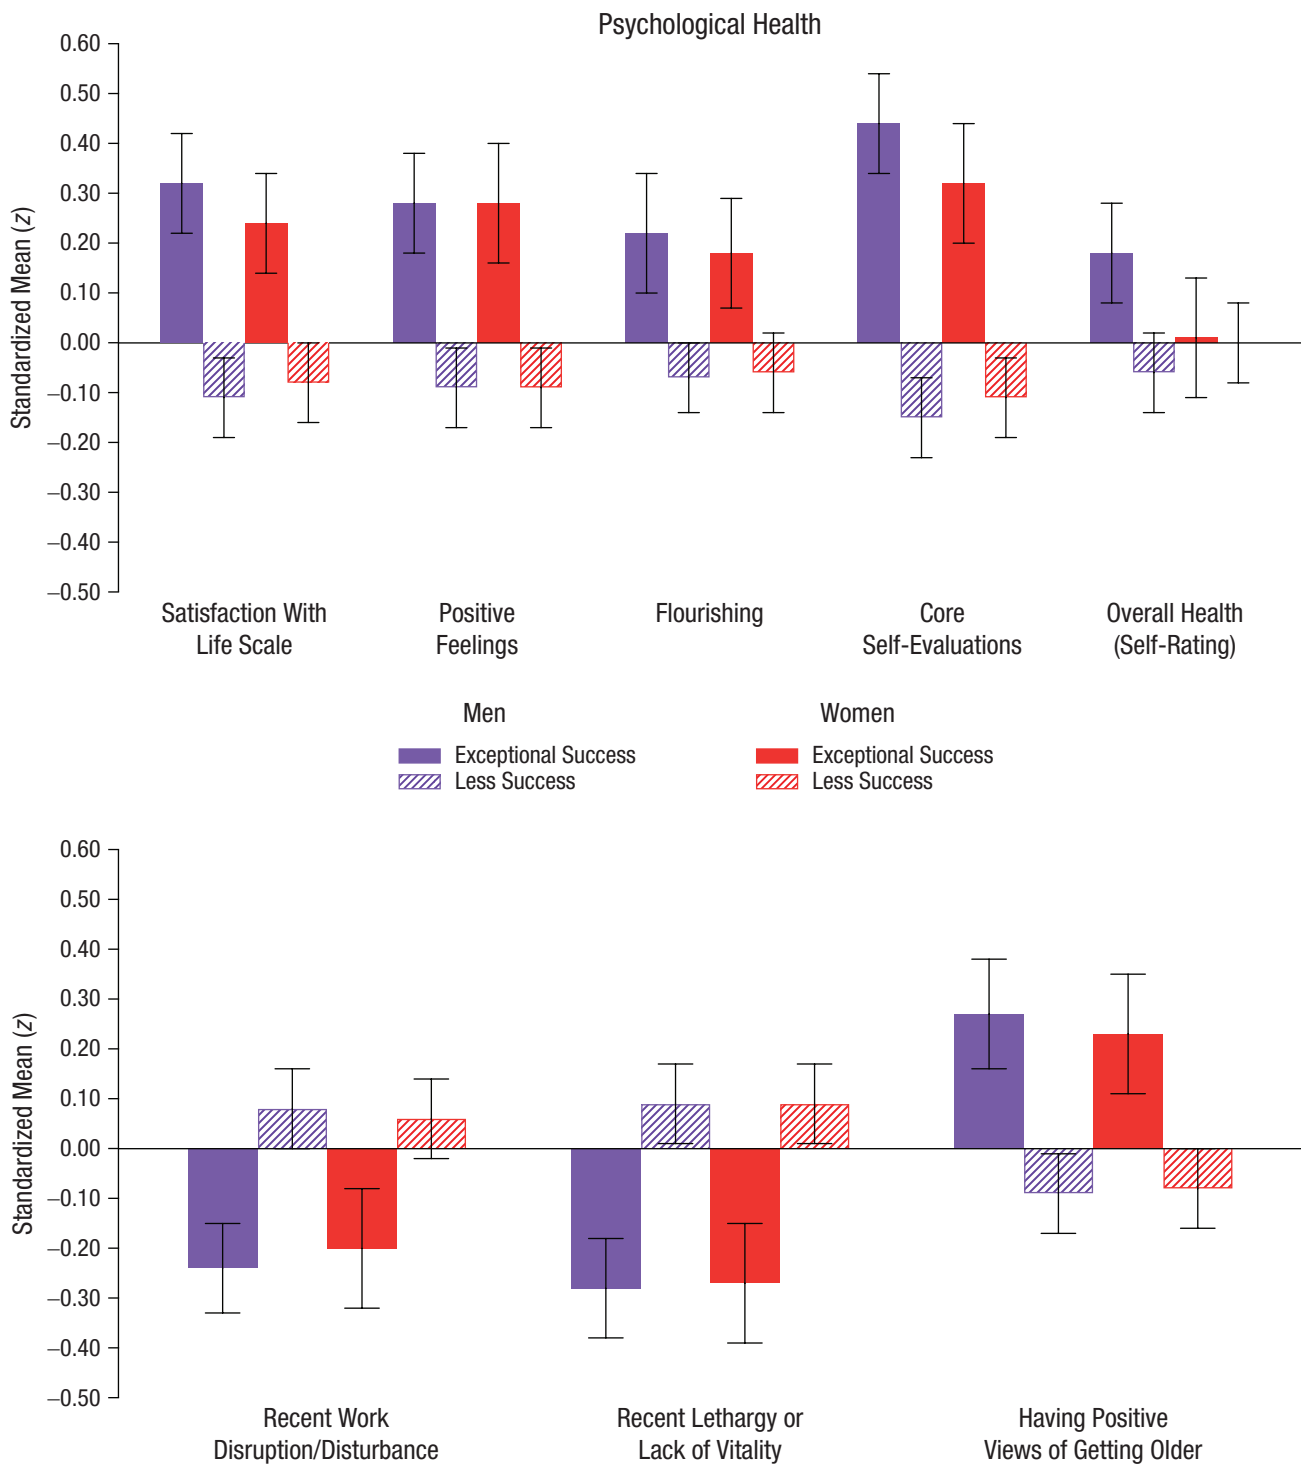 Psychological Health
Standardized Mean (z)
0.60
0.50
0.40
0.30
0.20
0.10
0.00
–0.10
–0.20
–0.30
–0.40
–0.50
Satisfaction With
Life Scale
Positive
Feelings
Flourishing
Core
Self-Evaluations
Overall Health
(Self-Rating)
Men
Exceptional Success
Less Success
Women
Exceptional Success
Less Success
Standardized Mean (z)
0.60
0.50
0.40
0.30
0.20
0.10
0.00
–0.10
–0.20
–0.30
–0.40
–0.50
Recent Work
Disruption/Disturbance
Recent Lethargy or
Lack of Vitality
Having Positive
Views of Getting Older